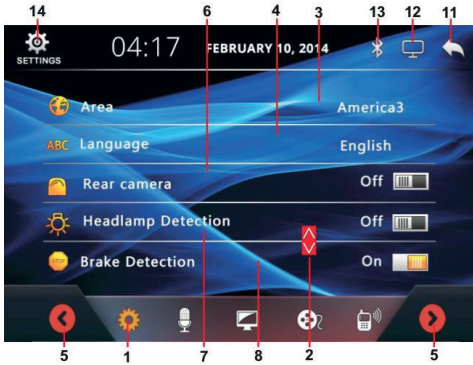 14 6 4 3 13 12 11
SETTINGS 04:17 FEBRUARY 10, 2014
Area America3
ABC Language English
Rear camera Off
Headlamp Detection Off
STOP Brake Detection On
5 1 7 8 2 5